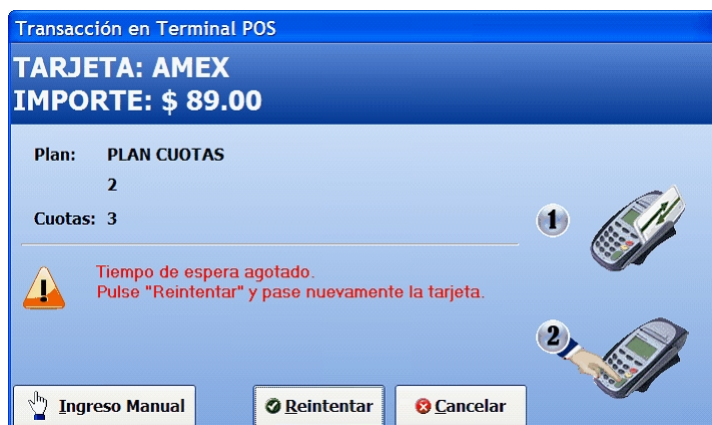 Transacción en Terminal POS
TARJETA: AMEX
IMPORTE: $ 89.00
Plan: PLAN CUOTAS
2
Cuotas: 3
1
Tiempo de espera agotado.
Pulse "Reintentar" y pase nuevamente la tarjeta.
2
Ingreso Manual
Reintentar
Cancelar